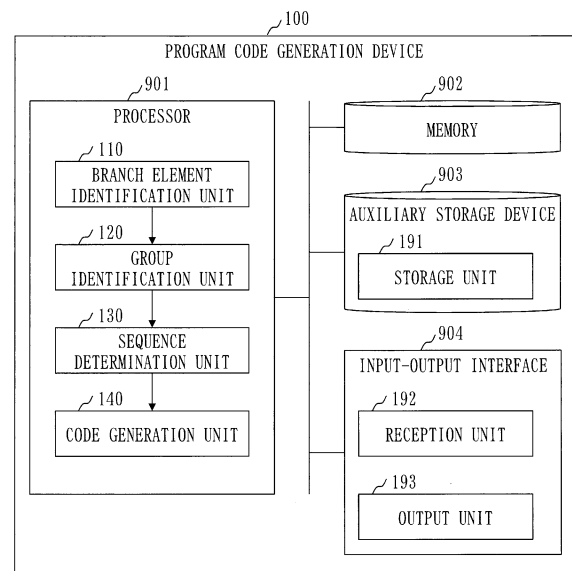 100
PROGRAM CODE GENERATION DEVICE
901
PROCESSOR
110
BRANCH ELEMENT
IDENTIFICATION UNIT
120
GROUP
IDENTIFICATION UNIT
130
SEQUENCE
DETERMINATION UNIT
140
CODE GENERATION UNIT
902
MEMORY
903
AUXILIARY STORAGE DEVICE
191
STORAGE UNIT
904
INPUT-OUTPUT INTERFACE
192
RECEPTION UNIT
193
OUTPUT UNIT